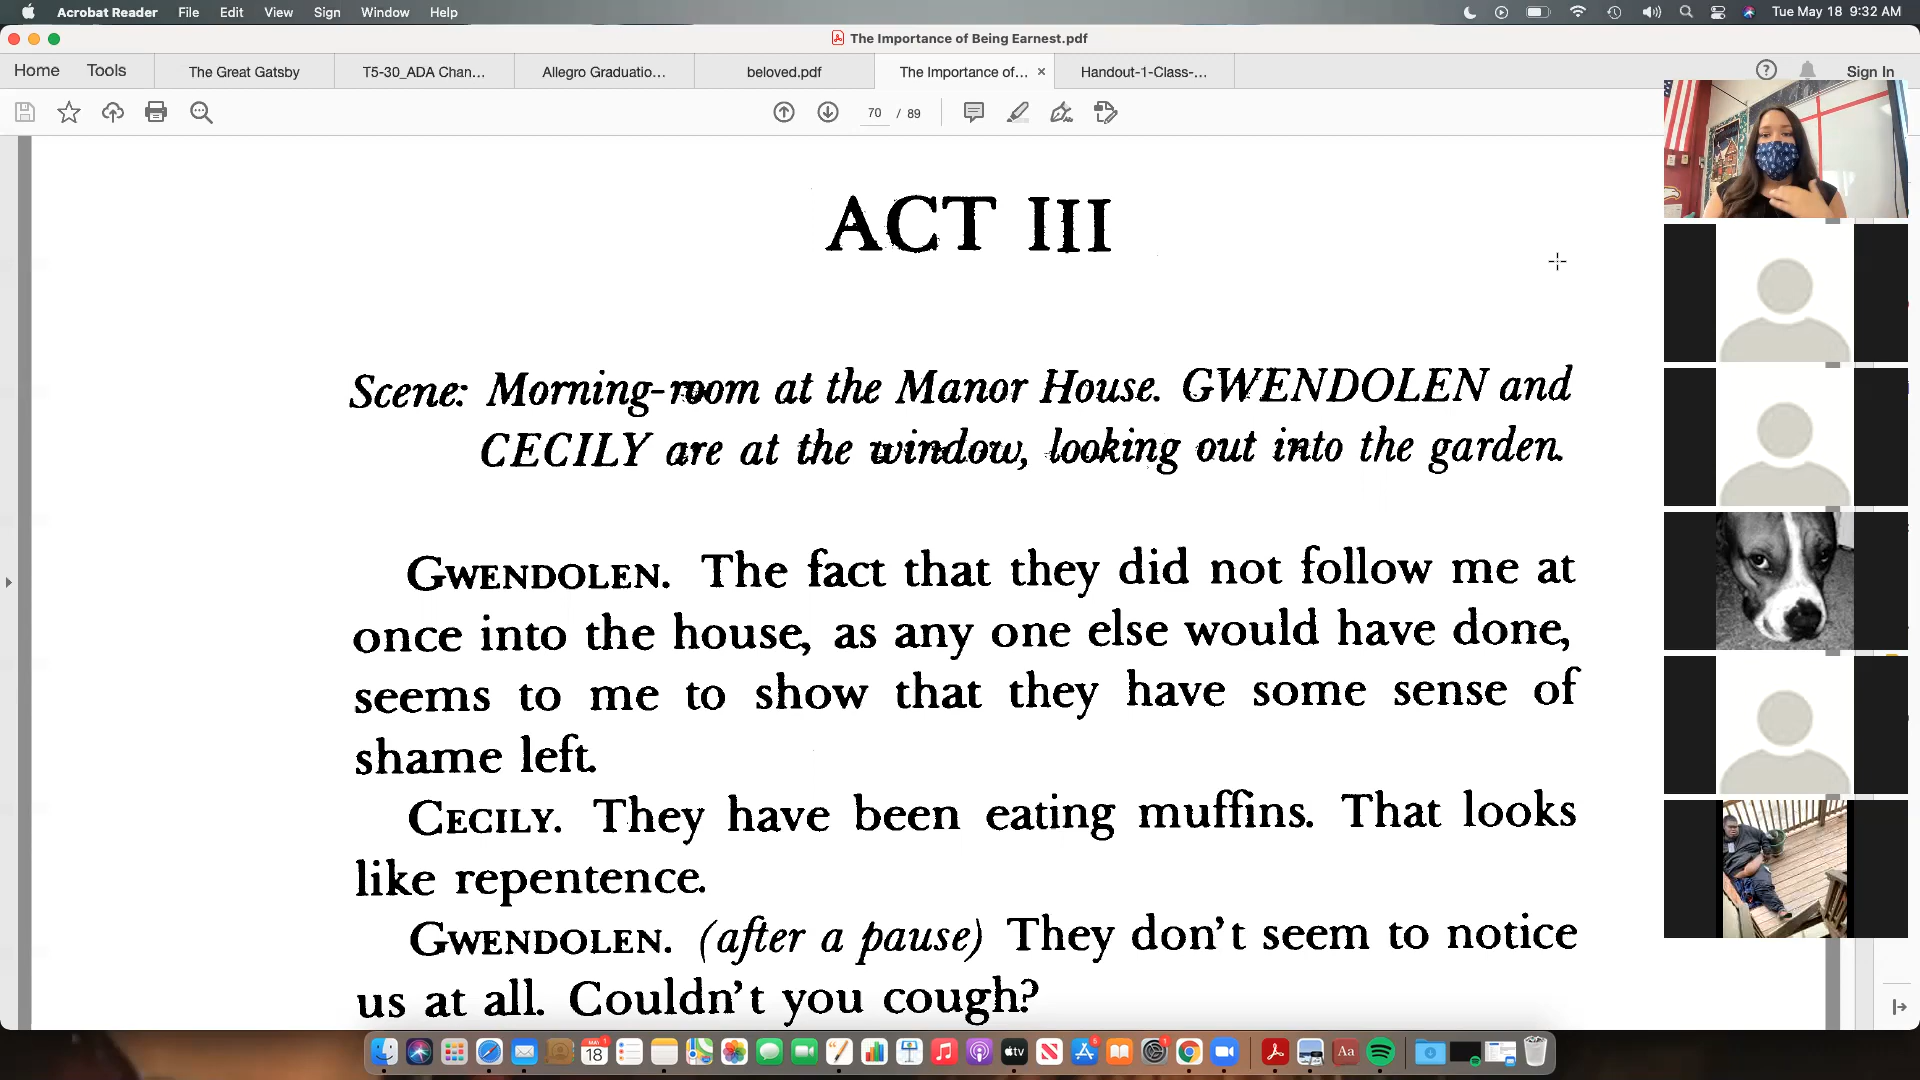 Acrobat Reader File Edit View Sign Window Help Tue May 18 9:32 AM
The Importance of Being Earnest.pdf
Home Tools The Great Gatsby T5-30_ADA Chan... Allegro Graduatio... beloved.pdf The Importance of... × Handout-1-Class-... Sign In
70 / 89
ACT III
Scene: Morning-room at the Manor House. GWENDOLEN and
CECILY are at the window, looking out into the garden.
GWENDOLEN. The fact that they did not follow me at
once into the house, as any one else would have done,
seems to me to show that they have some sense of
shame left.
CECILY. They have been eating muffins. That looks
like repentence.
GWENDOLEN. (after a pause) They don't seem to notice
us at all. Couldn't you cough?
MAY 18
tv
Aa